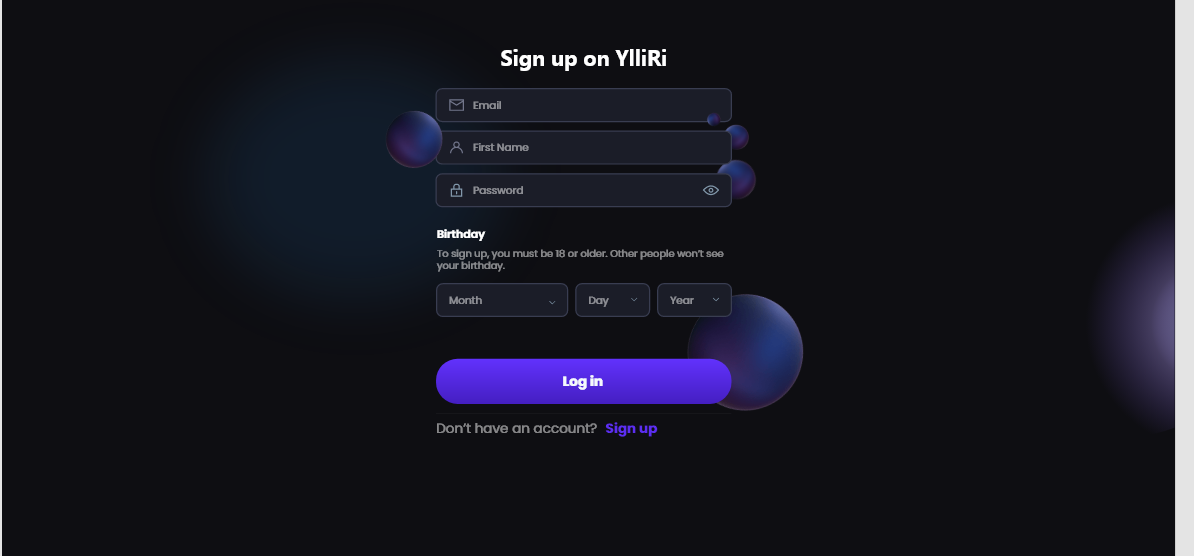 Sign up on YlliRi
Email
First Name
Password
Birthday
To sign up, you must be 18 or older. Other people won't see
your birthday.
Month Day Year
Log in
Don't have an account? Sign up